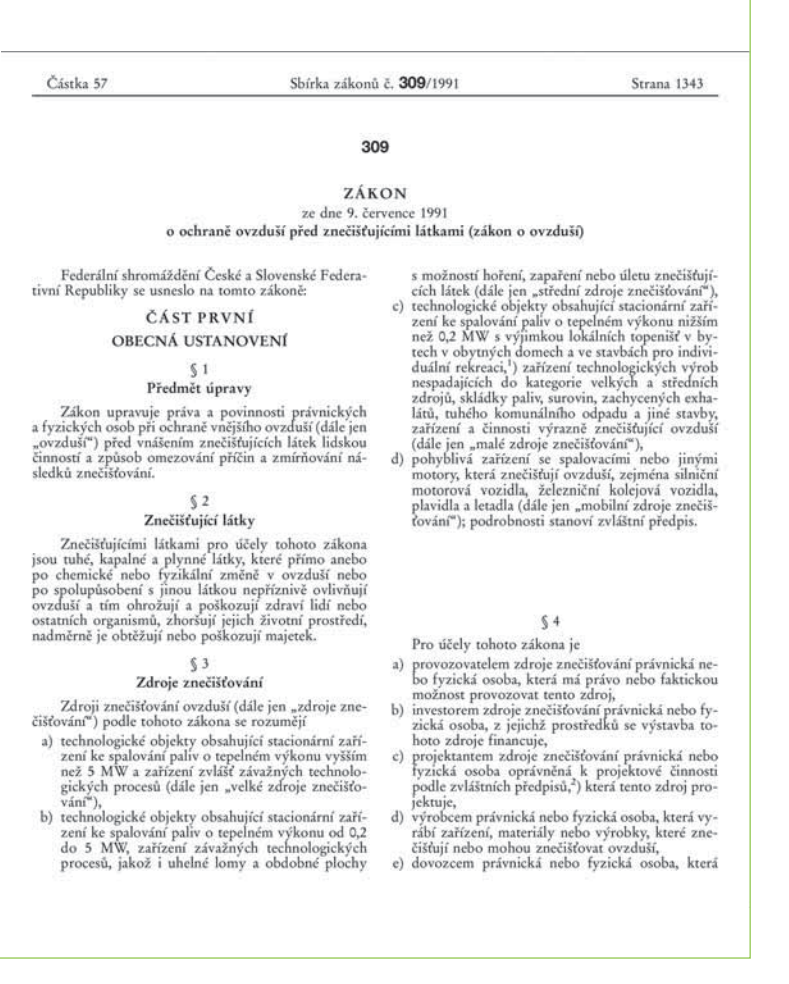 Částka 57 Sbírka zákonů č. 309/1991 Strana 1343
309
ZÁKON
ze dne 9. července 1991
o ochraně ovzduší před znečišťujícími látkami (zákon o ovzduší)
Federální shromáždění České a Slovenské Federa-
tivní Republiky se usneslo na tomto zákoně:
ČÁST PRVNÍ
OBECNÁ USTANOVENÍ
§ 1
Předmět úpravy
Zákon upravuje práva a povinnosti právnických
a fyzických osob při ochraně vnějšího ovzduší (dále jen
„ovzduší“) před vnášením znečišťujících látek lidskou
činností a způsob omezování příčin a zmírňování ná-
sledků znečišťování.
§ 2
Znečišťující látky
Znečišťujícími látkami pro účely tohoto zákona
jsou tuhé, kapalné a plynné látky, které přímo anebo
po chemické nebo fyzikální změně v ovzduší nebo
po spolupůsobení s jinou látkou nepříznivě ovlivňují
ovzduší a tím ohrožují a poškozují zdraví lidí nebo
ostatních organismů, zhoršují jejich životní prostředí,
nadměrně je obtěžují nebo poškozují majetek.
§ 3
Zdroje znečišťování
Zdroji znečišťování ovzduší (dále jen „zdroje zne-
čišťování“) podle tohoto zákona se rozumějí
a) technologické objekty obsahující stacionární zaří-
zení ke spalování paliv o tepelném výkonu vyšším
než 5 MW a zařízení zvlášť závažných technolo-
gických procesů (dále jen „velké zdroje znečišťo-
vání“),
b) technologické objekty obsahující stacionární zaří-
zení ke spalování paliv o tepelném výkonu od 0,2
do 5 MW, zařízení závažných technologických
procesů, jakož i uhelné lomy a obdobné plochy
s možností hoření, zapaření nebo úletu znečišťují-
cích látek (dále jen „střední zdroje znečišťování“),
c) technologické objekty obsahující stacionární zaří-
zení ke spalování paliv o tepelném výkonu nižším
než 0,2 MW s výjimkou lokálních topenišť v by-
tech v obytných domech a ve stavbách pro indivi-
duální rekreaci,¹) zařízení technologických výrob
nespadajících do kategorie velkých a středních
zdrojů, skládky paliv, surovin, zachycených exha-
látů, tuhého komunálního odpadu a jiné stavby,
zařízení a činnosti výrazně znečišťující ovzduší
(dále jen „malé zdroje znečišťování“),
d) pohyblivá zařízení se spalovacími nebo jinými
motory, která znečišťují ovzduší, zejména silniční
motorová vozidla, železniční kolejová vozidla,
plavidla a letadla (dále jen „mobilní zdroje znečiš-
ťování“); podrobnosti stanoví zvláštní předpis.
§ 4
Pro účely tohoto zákona je
a) provozovatelem zdroje znečišťování právnická ne-
bo fyzická osoba, která má právo nebo faktickou
možnost provozovat tento zdroj,
b) investorem zdroje znečišťování právnická nebo fy-
zická osoba, z jejichž prostředků se výstavba to-
hoto zdroje financuje,
c) projektantem zdroje znečišťování právnická nebo
fyzická osoba oprávněná k projektové činnosti
podle zvláštních předpisů,²) která tento zdroj pro-
jektuje,
d) výrobcem právnická nebo fyzická osoba, která vy-
rábí zařízení, materiály nebo výrobky, které zne-
čišťují nebo mohou znečišťovat ovzduší,
e) dovozcem právnická nebo fyzická osoba, která